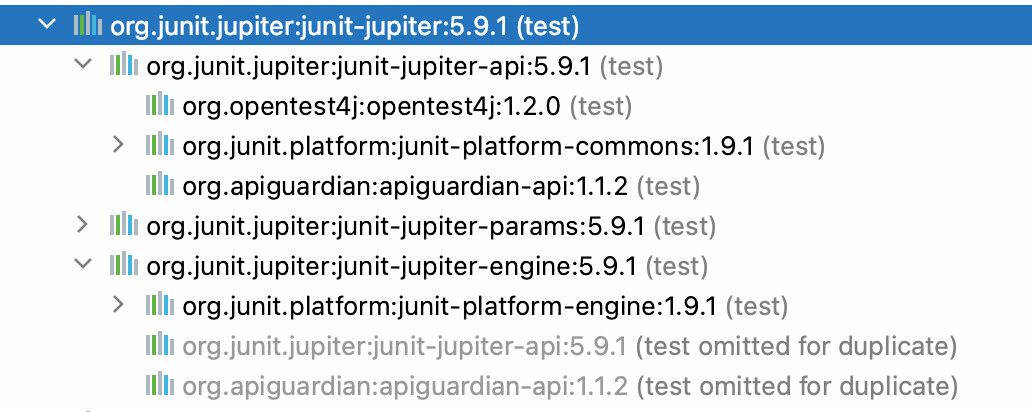 org.junit.jupiter:junit-jupiter:5.9.1 (test)
org.junit.jupiter:junit-jupiter-api:5.9.1 (test)
org.opentest4j:opentest4j:1.2.0 (test)
org.junit.platform:junit-platform-commons:1.9.1 (test)
org.apiguardian:apiguardian-api:1.1.2 (test)
org.junit.jupiter:junit-jupiter-params:5.9.1 (test)
org.junit.jupiter:junit-jupiter-engine:5.9.1 (test)
org.junit.platform:junit-platform-engine:1.9.1 (test)
org.junit.jupiter:junit-jupiter-api:5.9.1 (test omitted for duplicate)
org.apiguardian:apiguardian-api:1.1.2 (test omitted for duplicate)